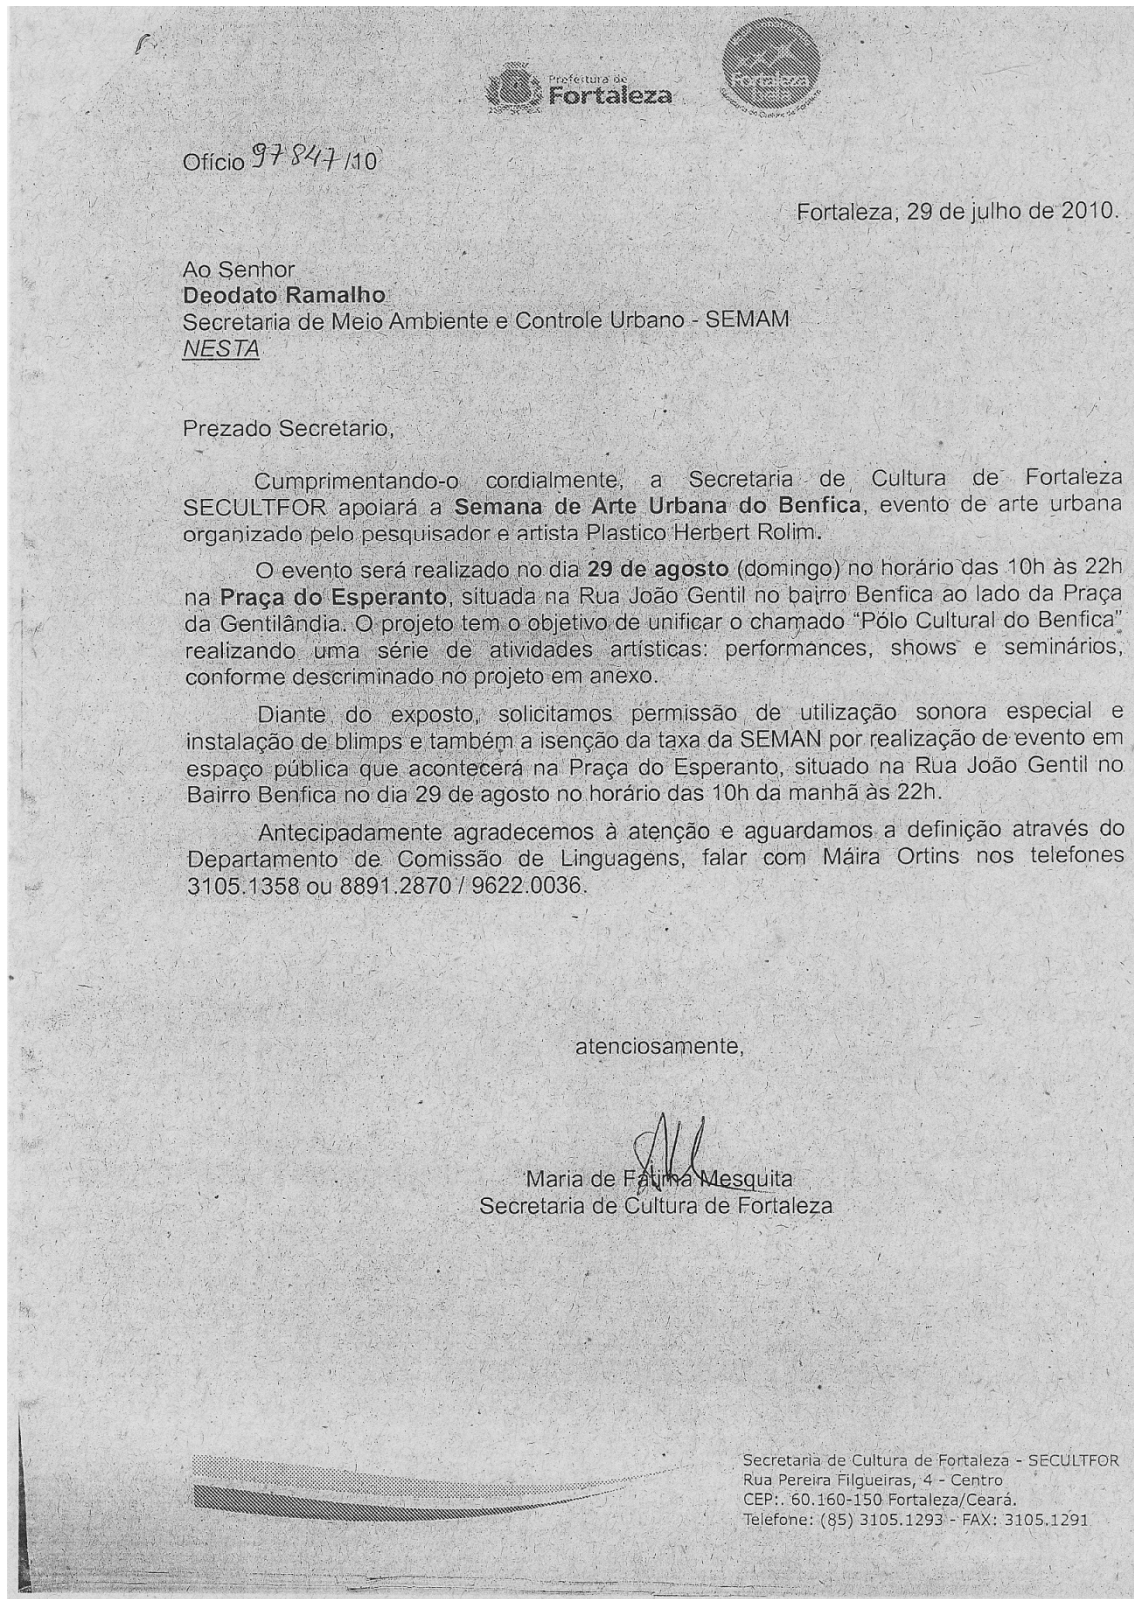 Prefeitura de
Fortaleza
Fortaleza
Ofício 97847/10
Fortaleza, 29 de julho de 2010.
Ao Senhor
Deodato Ramalho
Secretaria de Meio Ambiente e Controle Urbano - SEMAM
NESTA
Prezado Secretario,
Cumprimentando-o cordialmente, a Secretaria de Cultura de Fortaleza
SECULTFOR apoiará a Semana de Arte Urbana do Benfica, evento de arte urbana
organizado pelo pesquisador e artista Plastico Herbert Rolim.
O evento será realizado no dia 29 de agosto (domingo) no horário das 10h às 22h
na Praça do Esperanto, situada na Rua João Gentil no bairro Benfica ao lado da Praça
da Gentilândia. O projeto tem o objetivo de unificar o chamado “Pólo Cultural do Benfica”
realizando uma série de atividades artísticas: performances, shows e seminários,
conforme descriminado no projeto em anexo.
Diante do exposto, solicitamos permissão de utilização sonora especial e
instalação de blimps e também a isenção da taxa da SEMAN por realização de evento em
espaço pública que acontecerá na Praça do Esperanto, situado na Rua João Gentil no
Bairro Benfica no dia 29 de agosto no horário das 10h da manhã às 22h.
Antecipadamente agradecemos à atenção e aguardamos a definição através do
Departamento de Comissão de Linguagens, falar com Máira Ortins nos telefones
3105.1358 ou 8891.2870 / 9622.0036.
atenciosamente,
Maria de Fátima Mesquita
Secretaria de Cultura de Fortaleza
Secretaria de Cultura de Fortaleza - SECULTFOR
Rua Pereira Filgueiras, 4 - Centro
CEP:. 60.160-150 Fortaleza/Ceará.
Telefone: (85) 3105.1293 - FAX: 3105.1291